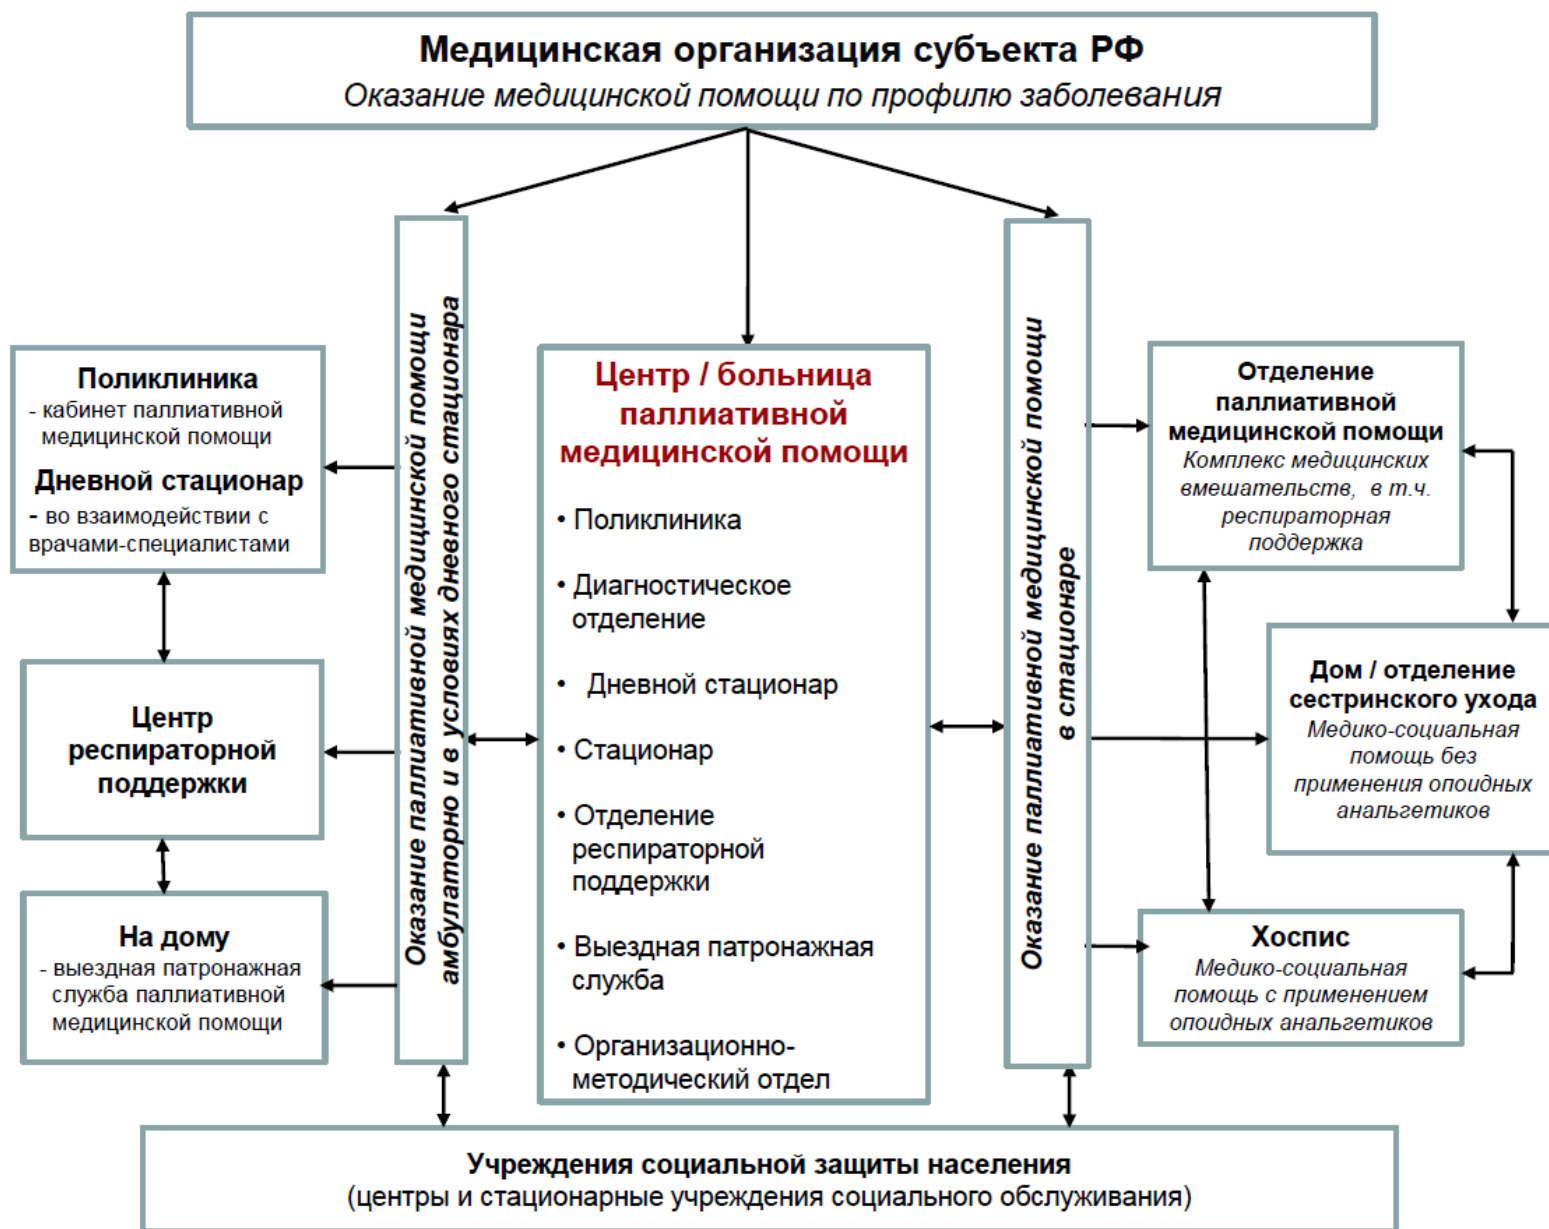 Медицинская организация субъекта РФ
Оказание медицинской помощи по профилю заболевания
Оказание паллиативной медицинской помощи
амбулаторно и в условиях дневного стационара
Поликлиника
- кабинет паллиативной
медицинской помощи
Дневной стационар
- во взаимодействии с
врачами-специалистами
Центр
респираторной
поддержки
На дому
- выездная патронажная
служба паллиативной
медицинской помощи
Центр / больница
паллиативной
медицинской помощи
• Поликлиника
• Диагностическое
отделение
• Дневной стационар
• Стационар
• Отделение
респираторной
поддержки
• Выездная патронажная
служба
• Организационно-
методический отдел
Оказание паллиативной медицинской помощи
в стационаре
Отделение
паллиативной
медицинской помощи
Комплекс медицинских
вмешательств, в т.ч.
респираторная
поддержка
Дом / отделение
сестринского ухода
Медико-социальная
помощь без
применения опоидных
анальгетиков
Хоспис
Медико-социальная
помощь с применением
опоидных анальгетиков
Учреждения социальной защиты населения
(центры и стационарные учреждения социального обслуживания)